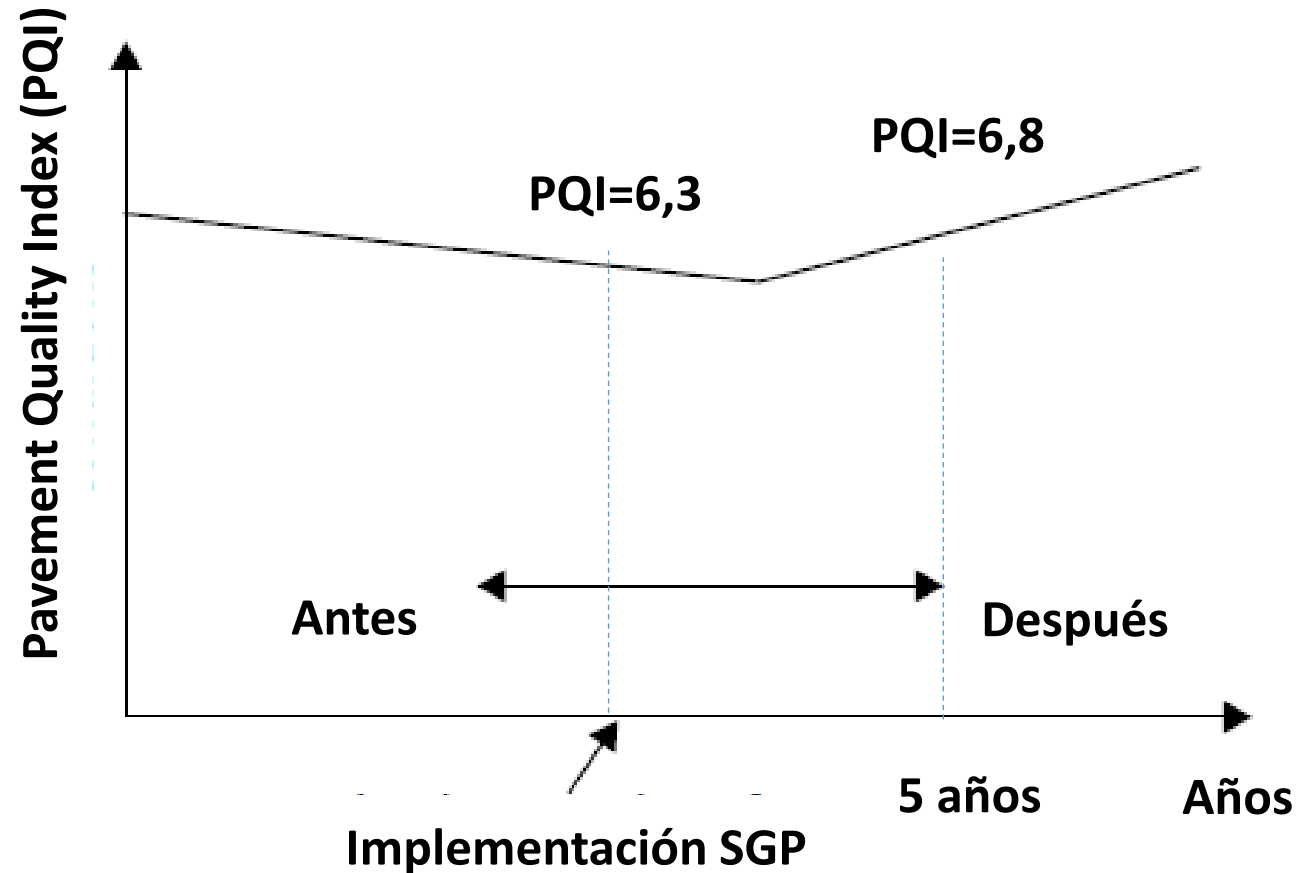 Pavement Quality Index (PQI)
PQI=6,3
PQI=6,8
Antes
Después
5 años
Años
Implementación SGP